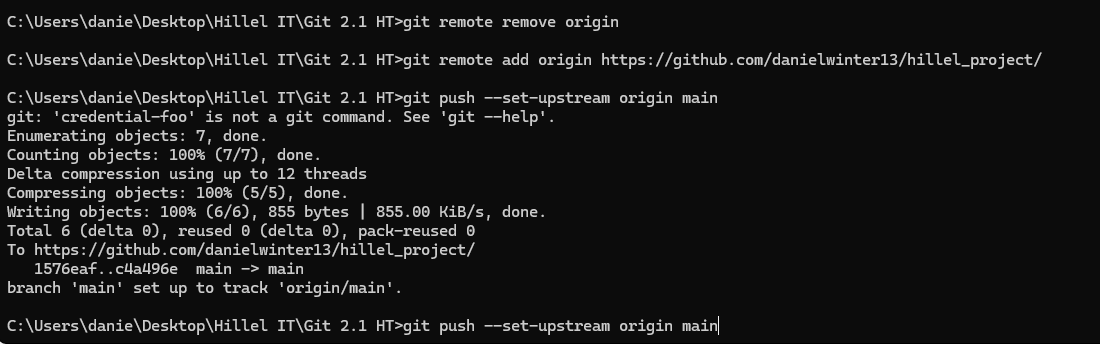 C:\Users\danie\Desktop\Hillel IT\Git 2.1 HT>git remote remove origin
C:\Users\danie\Desktop\Hillel IT\Git 2.1 HT>git remote add origin https://github.com/danielwinter13/hillel_project/
C:\Users\danie\Desktop\Hillel IT\Git 2.1 HT>git push --set-upstream origin main
git: 'credential-foo' is not a git command. See 'git --help'.
Enumerating objects: 7, done.
Counting objects: 100% (7/7), done.
Delta compression using up to 12 threads
Compressing objects: 100% (5/5), done.
Writing objects: 100% (6/6), 855 bytes | 855.00 KiB/s, done.
Total 6 (delta 0), reused 0 (delta 0), pack-reused 0
To https://github.com/danielwinter13/hillel_project/
   1576eaf..c4a496e  main -> main
branch 'main' set up to track 'origin/main'.
C:\Users\danie\Desktop\Hillel IT\Git 2.1 HT>git push --set-upstream origin main